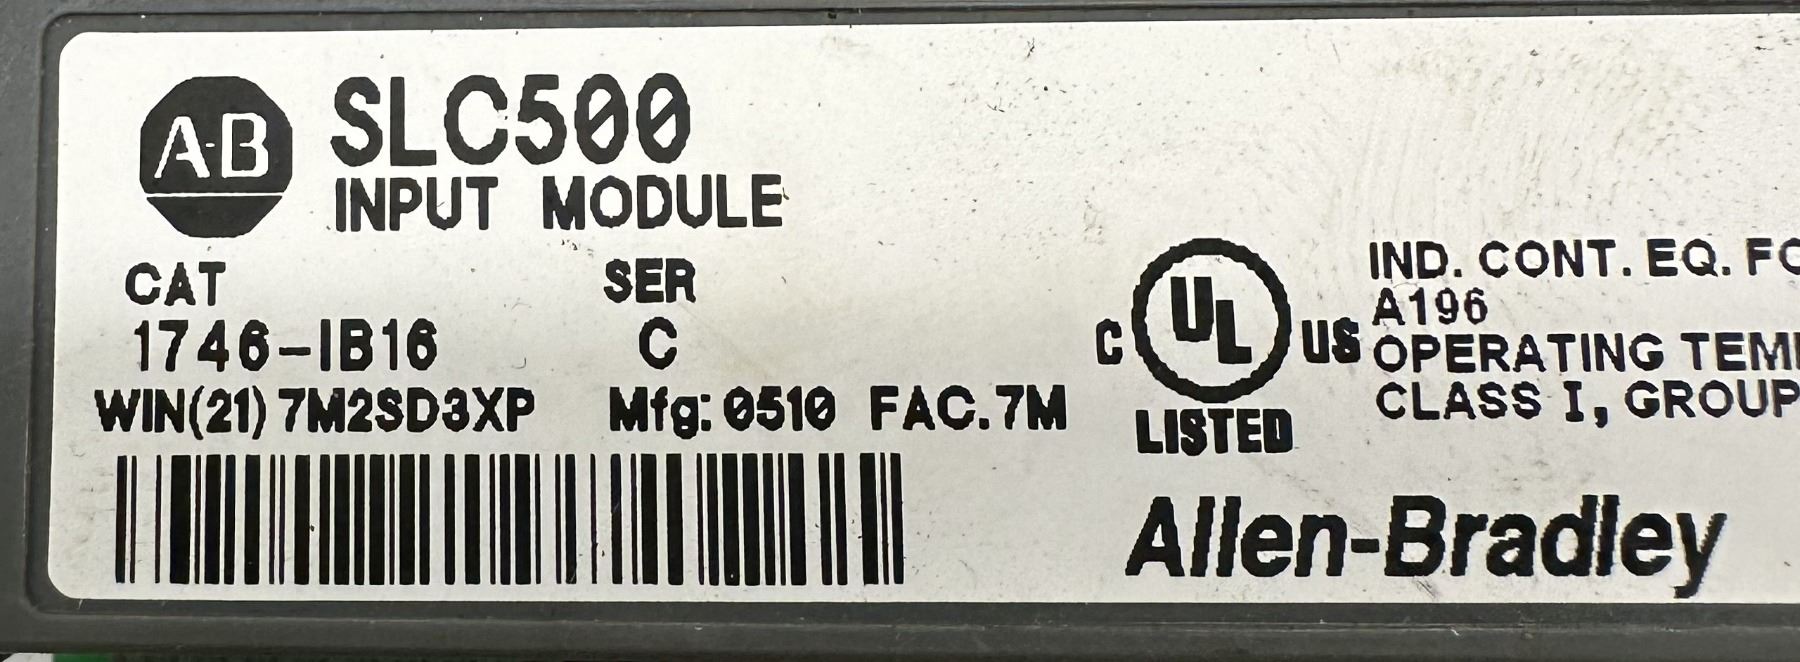 A-B
SLC500
INPUT MODULE
CAT SER
1746-IB16 C
WIN(21) 7M2SD3XP Mfg: 0510 FAC. 7M
C UL US
LISTED
IND. CONT. EQ. FO
A196
OPERATING TEM
CLASS I, GROUP
Allen-Bradley